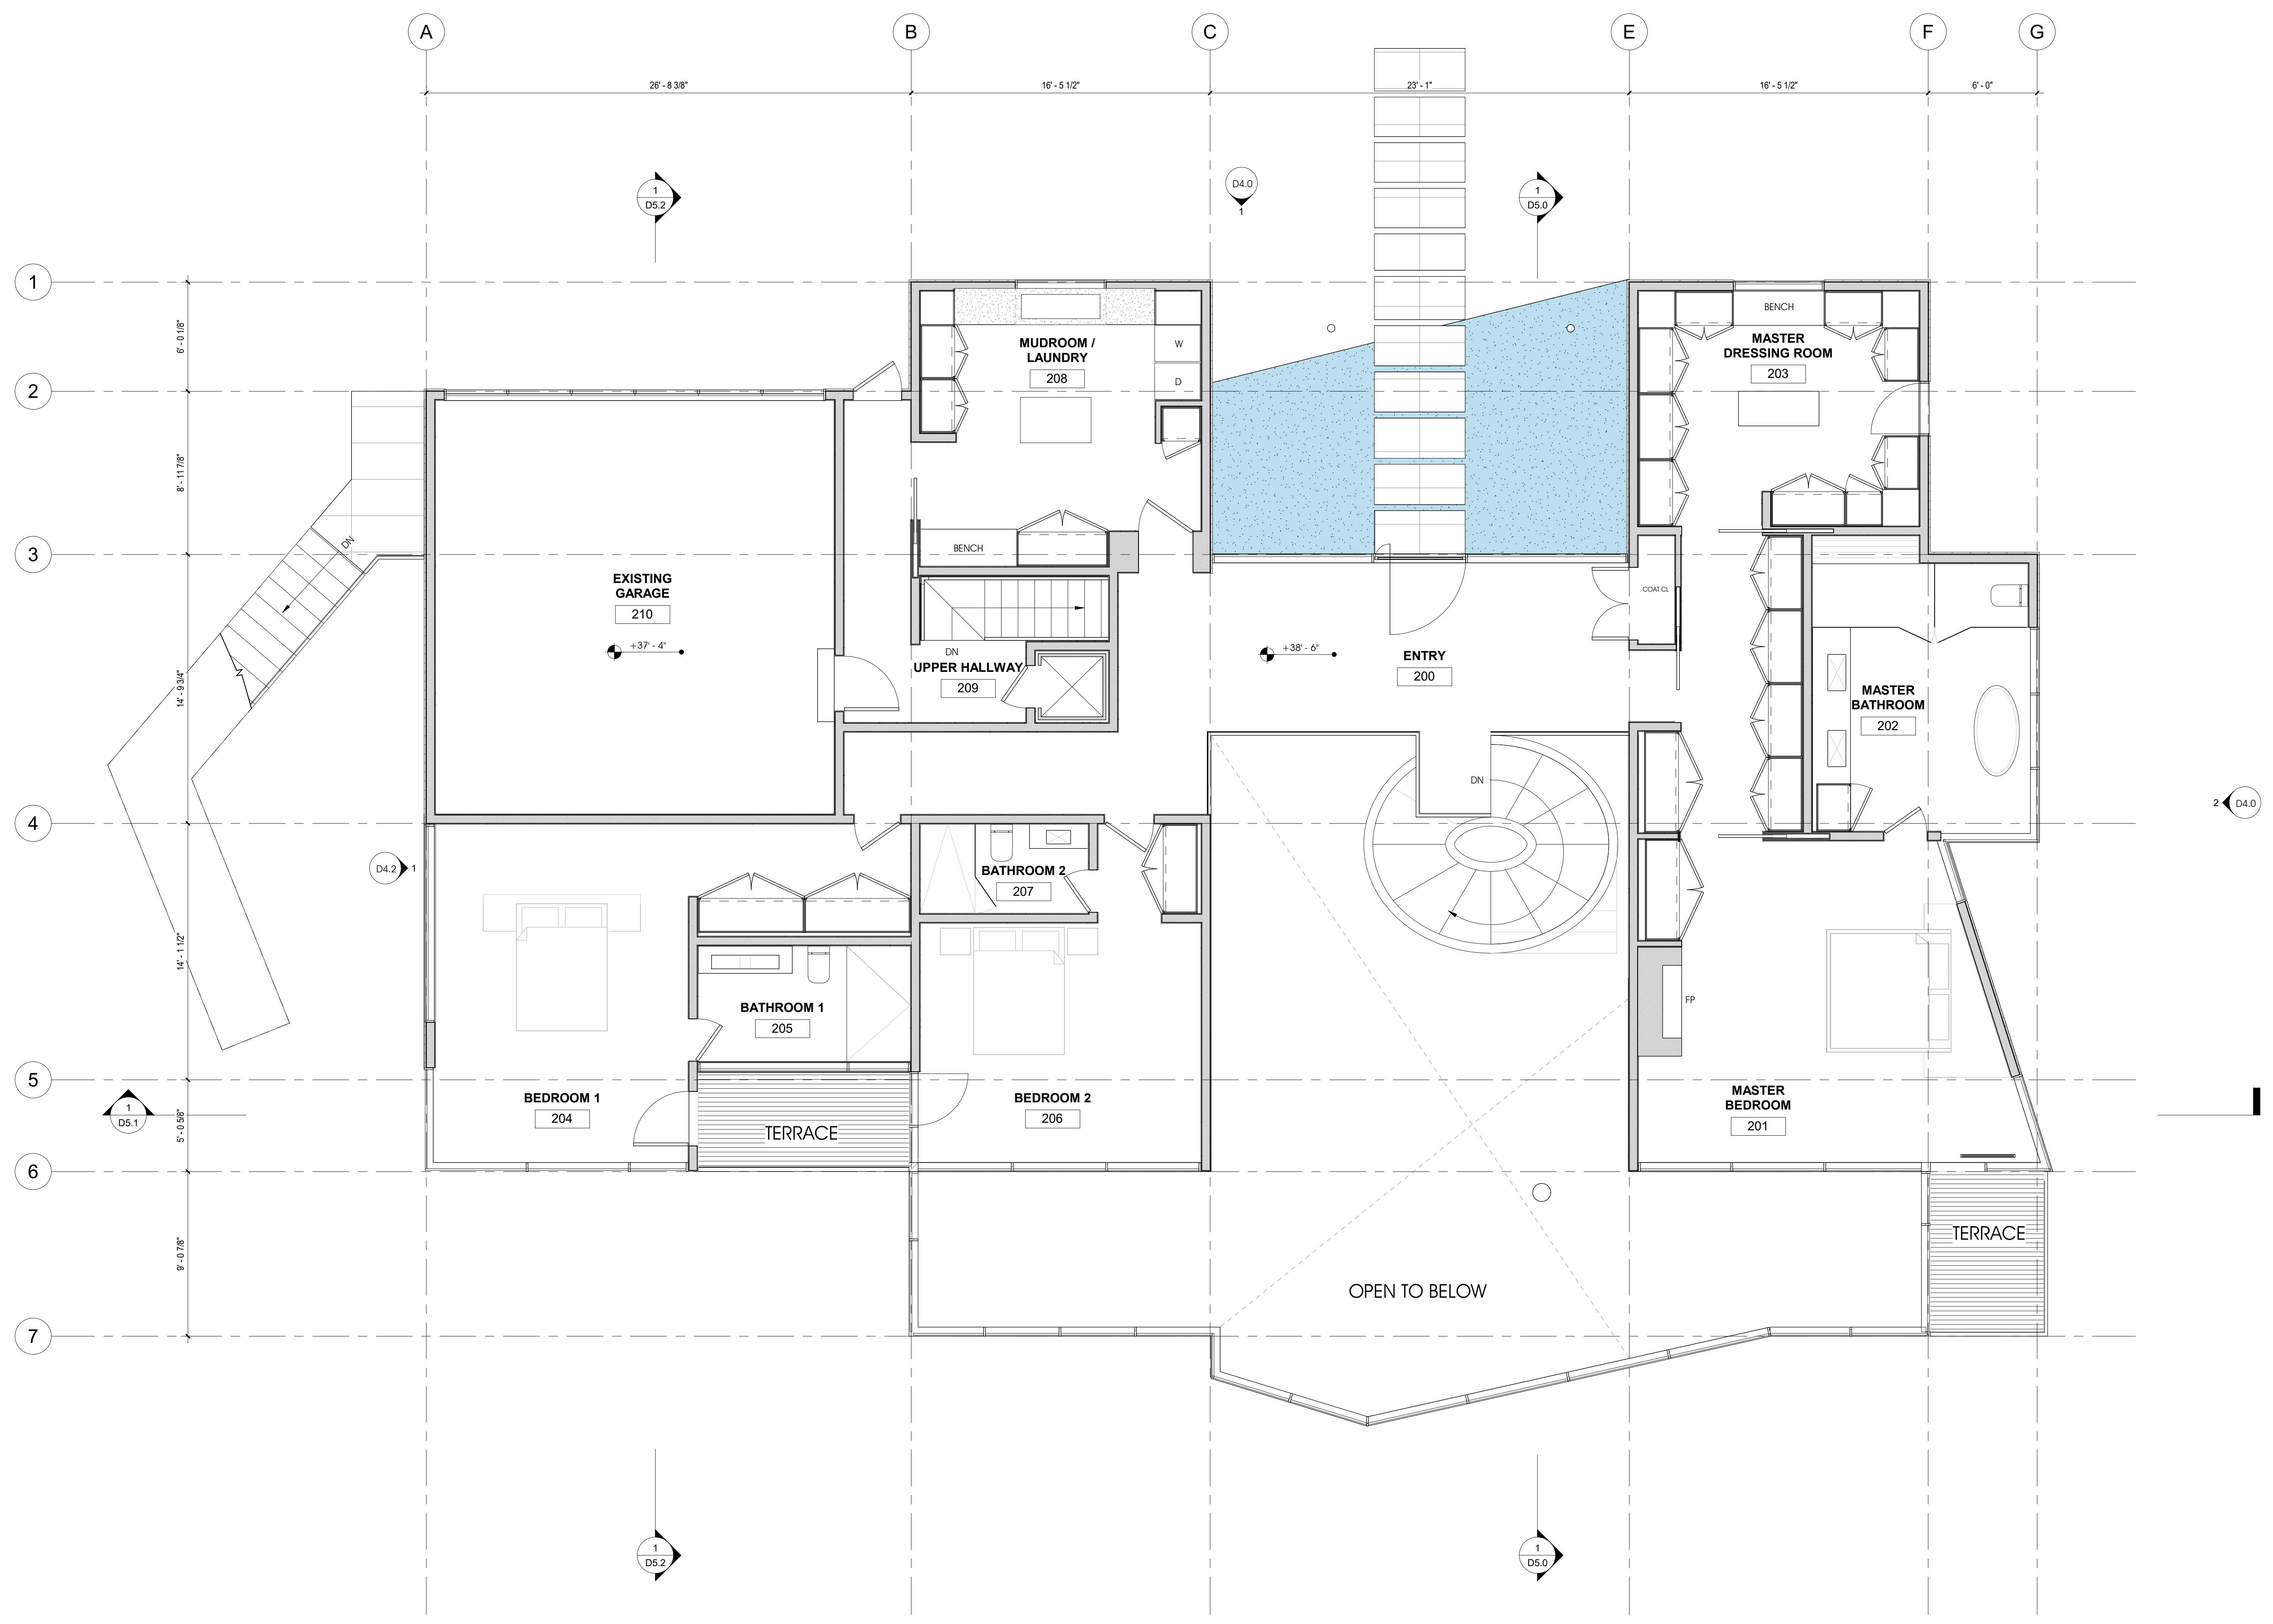 A
B
C
E
F
G
26' - 8 3/8"
16' - 5 1/2"
23' - 1"
16' - 5 1/2"
6' - 0"
1
D5.2
D4.0
1
1
D5.0
1
6' - 0 1/8"
2
8' - 11 7/8"
3
14' - 9 3/4"
4
14' - 1 1/2"
5
5' - 0 5/8"
6
9' - 0 7/8"
7
BENCH
MUDROOM /
LAUNDRY
208
W
D
BENCH
MASTER
DRESSING ROOM
203
DN
BENCH
EXISTING
GARAGE
210
+37' - 4"
COAT CL
DN
UPPER HALLWAY
209
+38' - 6"
ENTRY
200
MASTER
BATHROOM
202
DN
2
D4.0
D4.2
1
BATHROOM 2
207
BATHROOM 1
205
FP
BEDROOM 1
204
BEDROOM 2
206
MASTER
BEDROOM
201
1
D5.1
TERRACE
TERRACE
OPEN TO BELOW
1
D5.2
1
D5.0